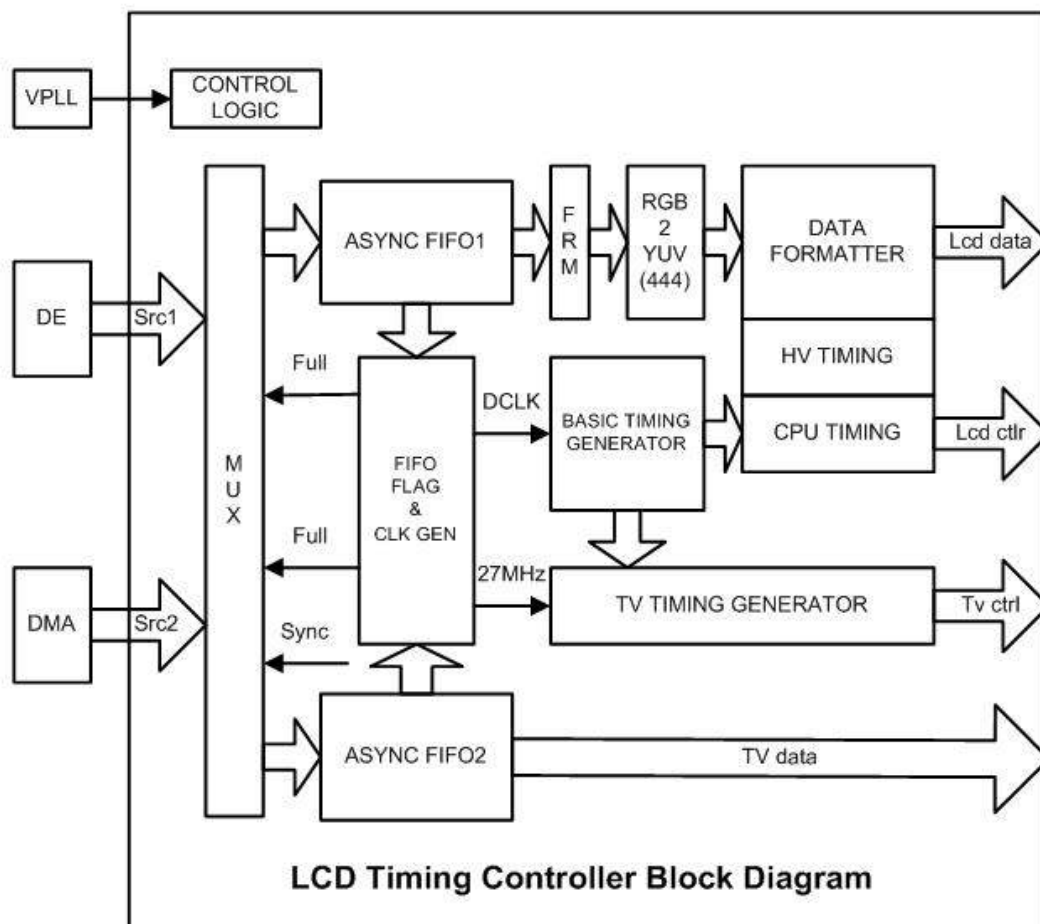 VPLL
CONTROL
LOGIC
DE
Src1
DMA
Src2
M
U
X
ASYNC FIFO1
F
R
M
RGB
2
YUV
(444)
DATA
FORMATTER
Lcd data
HV TIMING
CPU TIMING
Lcd ctlr
Full
DCLK
BASIC TIMING
GENERATOR
FIFO
FLAG
&
CLK GEN
Full
27MHz
TV TIMING GENERATOR
Tv ctrl
Sync
ASYNC FIFO2
TV data
LCD Timing Controller Block Diagram